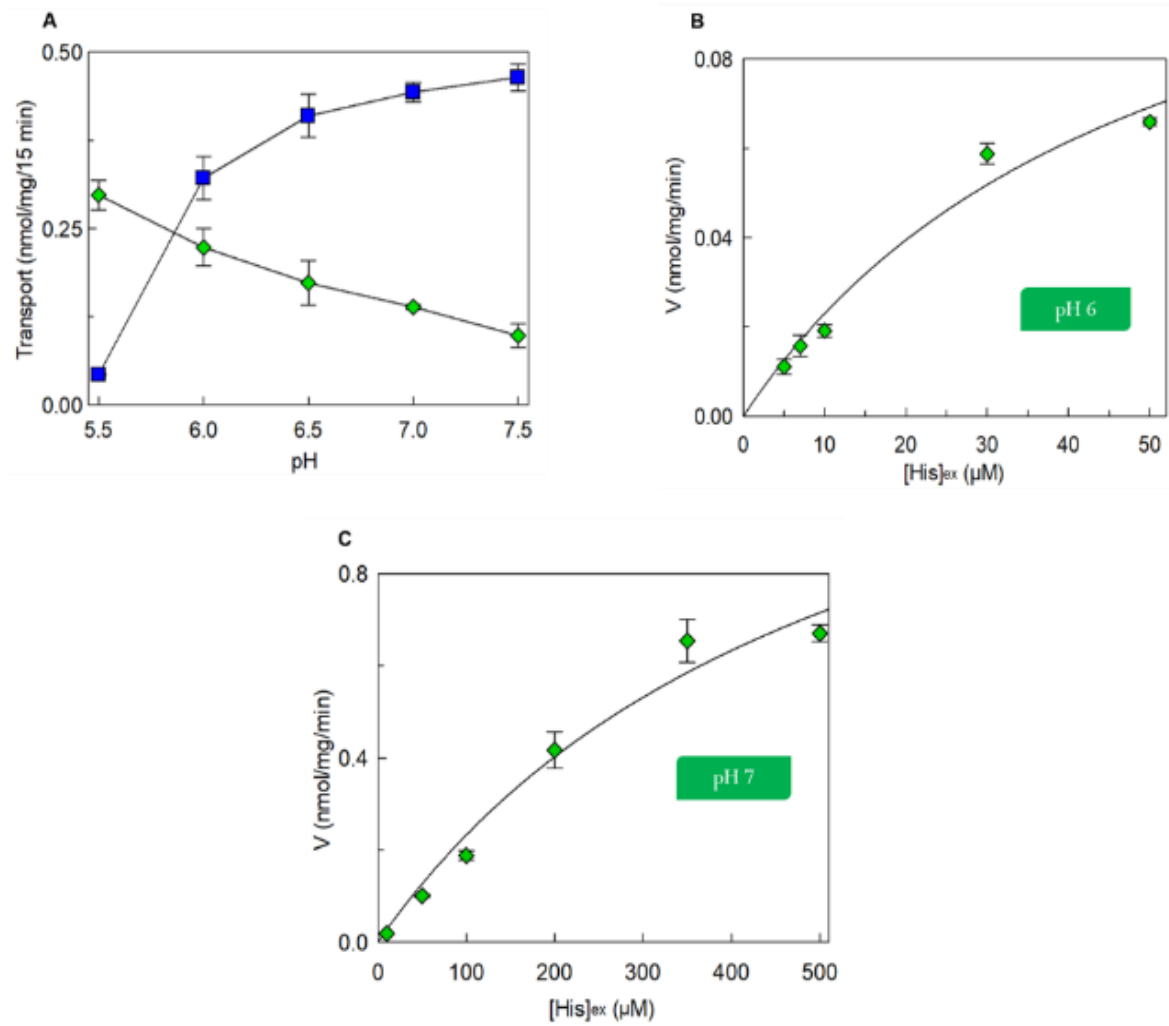 A
Transport (nmol/mg/15 min)
0.50
0.25
0.00
5.5 6.0 6.5 7.0 7.5
pH
B
V (nmol/mg/min)
0.08
0.04
0.00
pH 6
0 10 20 30 40 50
[His]ex (µM)
C
V (nmol/mg/min)
0.8
0.4
0.0
pH 7
0 100 200 300 400 500
[His]ex (µM)